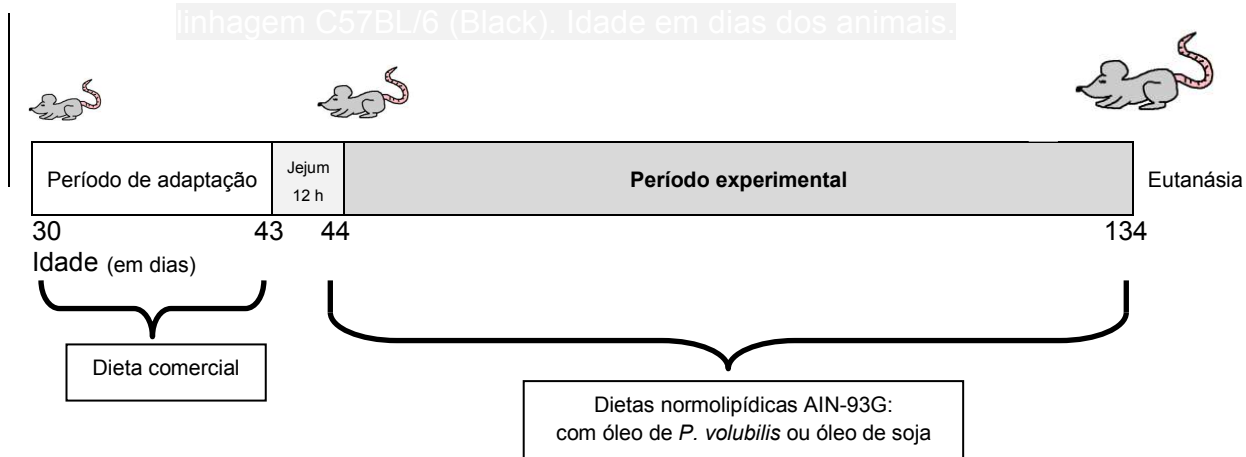 linhagem C57BL/6 (Black). Idade em dias dos animais.
Período de adaptação
Jejum
12 h
Período experimental
Eutanásia
30
43
44
134
Idade (em dias)
Dieta comercial
Dietas normolipídicas AIN-93G:
com óleo de P. volubilis ou óleo de soja